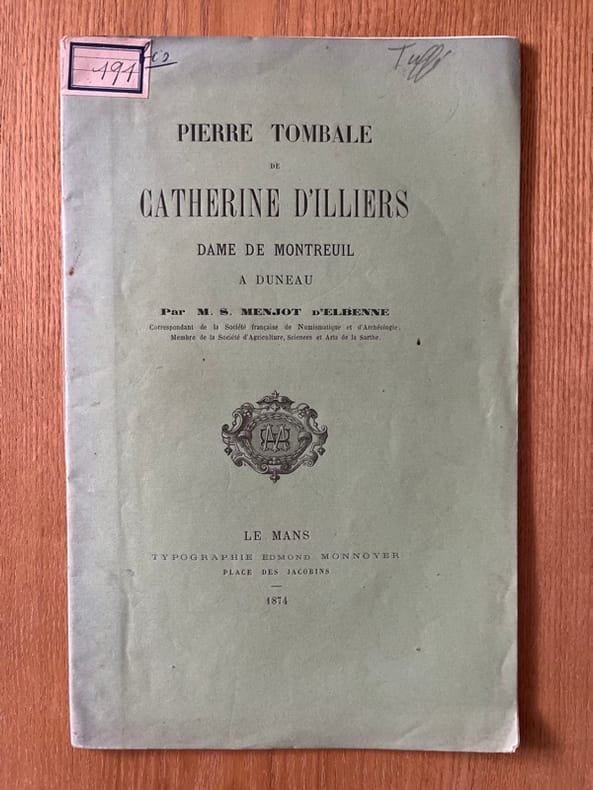 191 bis
PIERRE TOMBALE
DE
CATHERINE D'ILLIERS
DAME DE MONTREUIL
A DUNEAU
Par M. S. MENJOT D'ELBENNE
Correspondant de la Société française de Numismatique et d'Archéologie,
Membre de la Société d'Agriculture, Sciences et Arts de la Sarthe.
LE MANS
TYPOGRAPHIE EDMOND MONNOYER
PLACE DES JACOBINS
1874